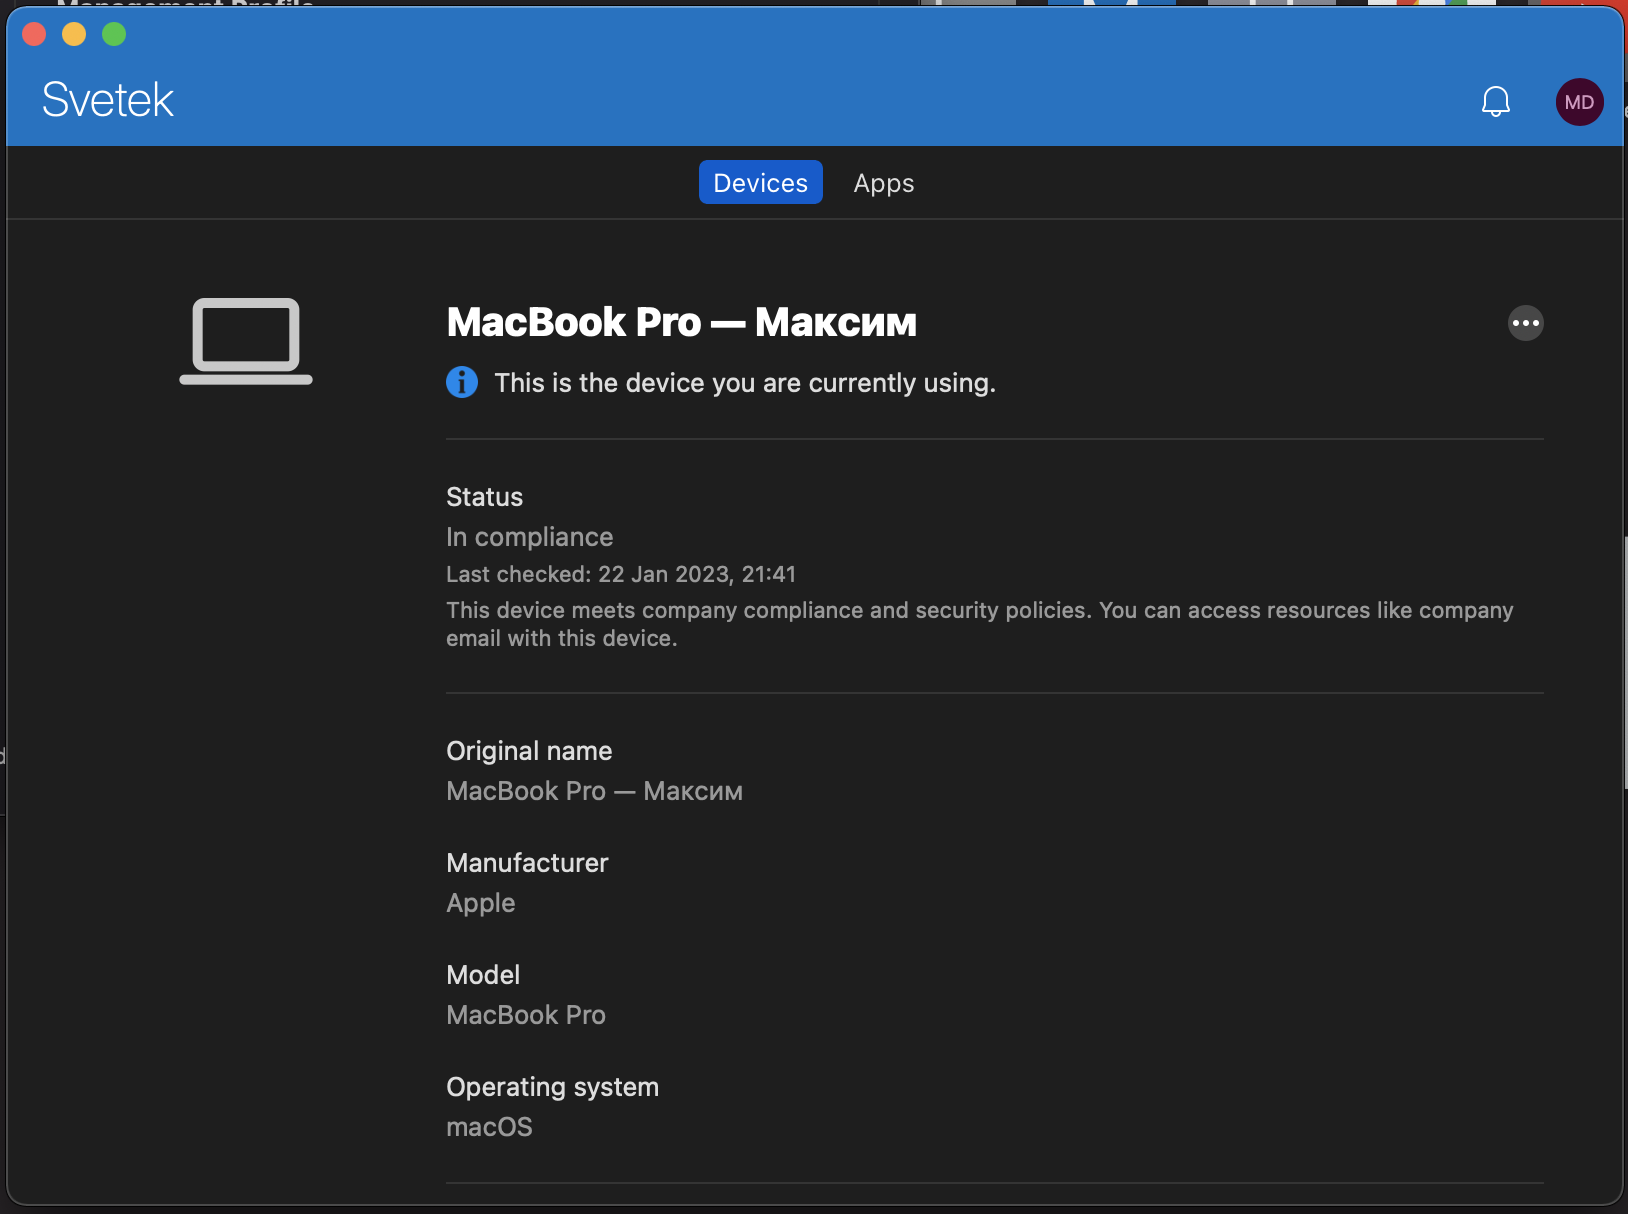 Management Profile
Svetek
MD
Devices
Apps
MacBook Pro — Максим
This is the device you are currently using.
Status
In compliance
Last checked: 22 Jan 2023, 21:41
This device meets company compliance and security policies. You can access resources like company
email with this device.
Original name
MacBook Pro — Максим
Manufacturer
Apple
Model
MacBook Pro
Operating system
macOS